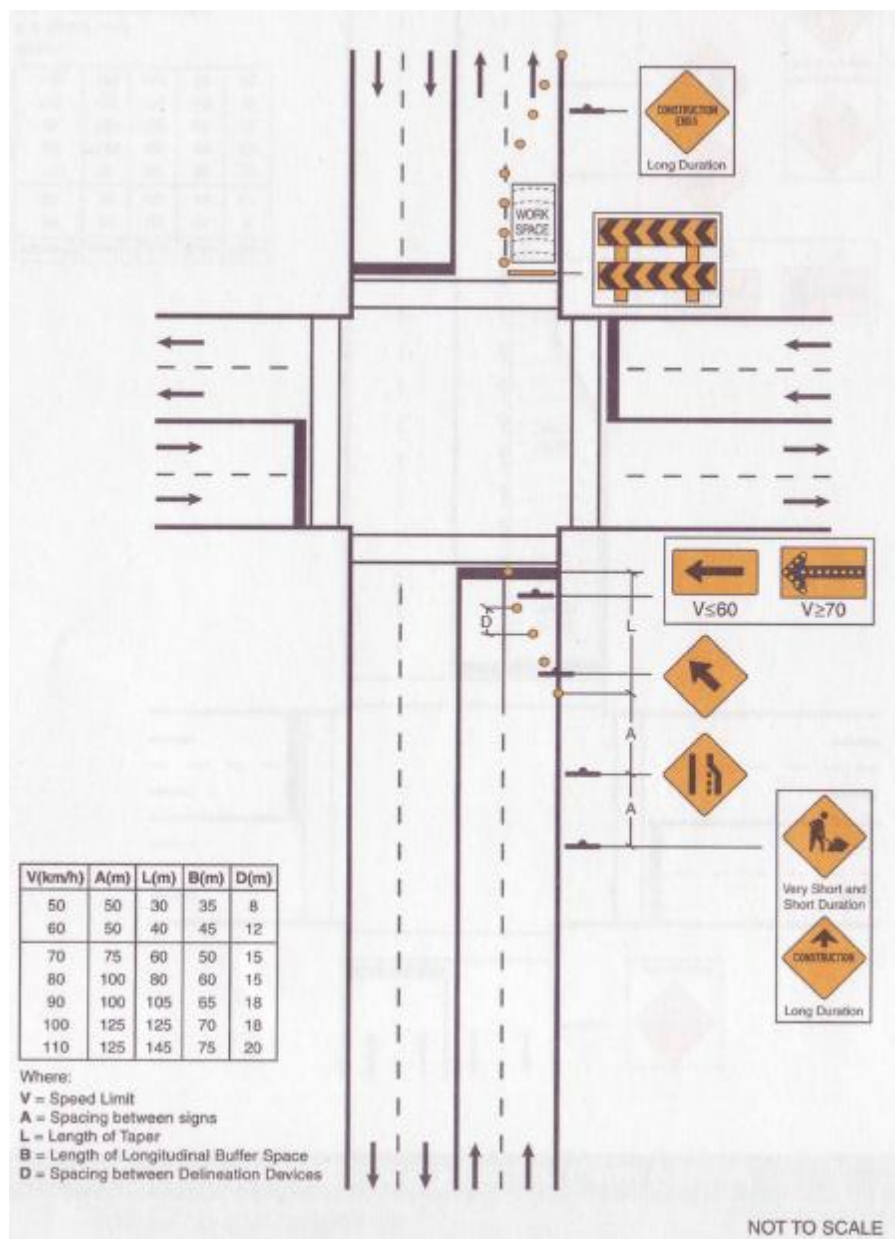 CONSTRUCTION
ENDS
Long Duration
WORK
SPACE
V≤60 V≥70
D
L
A
A
Very Short and
Short Duration
CONSTRUCTION
Long Duration
V(km/h) A(m) L(m) B(m) D(m)
50 50 30 35 8
60 50 40 45 12
70 75 60 50 15
80 100 80 60 15
90 100 105 65 18
100 125 125 70 18
110 125 145 75 20
Where:
V = Speed Limit
A = Spacing between signs
L = Length of Taper
B = Length of Longitudinal Buffer Space
D = Spacing between Delineation Devices
NOT TO SCALE